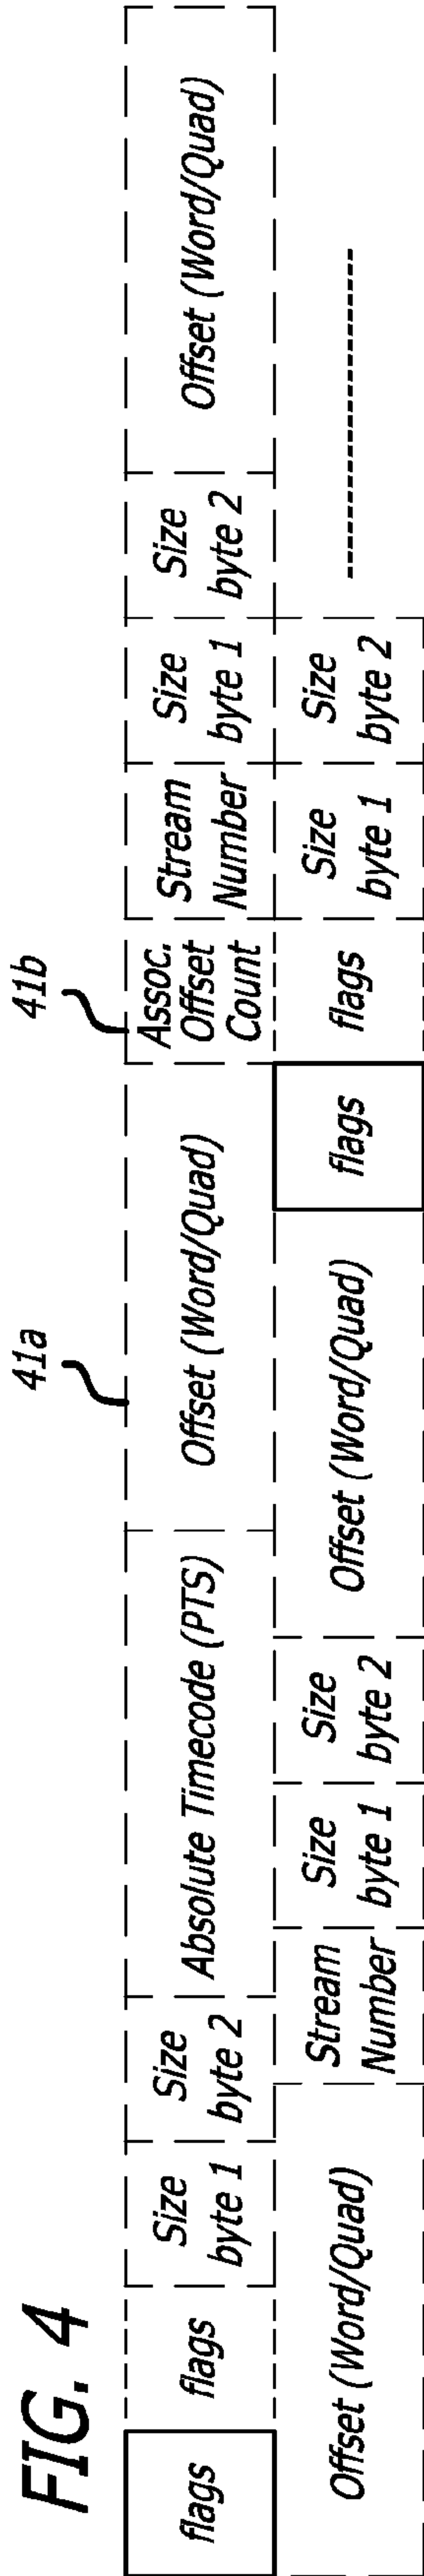 FIG. 4
41a
41b
flags
flags
Size
byte 1
Size
byte 2
Absolute Timecode (PTS)
Offset (Word/Quad)
Assoc.
Offset
Count
Stream
Number
Size
byte 1
Size
byte 2
Offset (Word/Quad)
Offset (Word/Quad)
Stream
Number
Size
byte 1
Size
byte 2
Offset (Word/Quad)
flags
flags
Size
byte 1
Size
byte 2